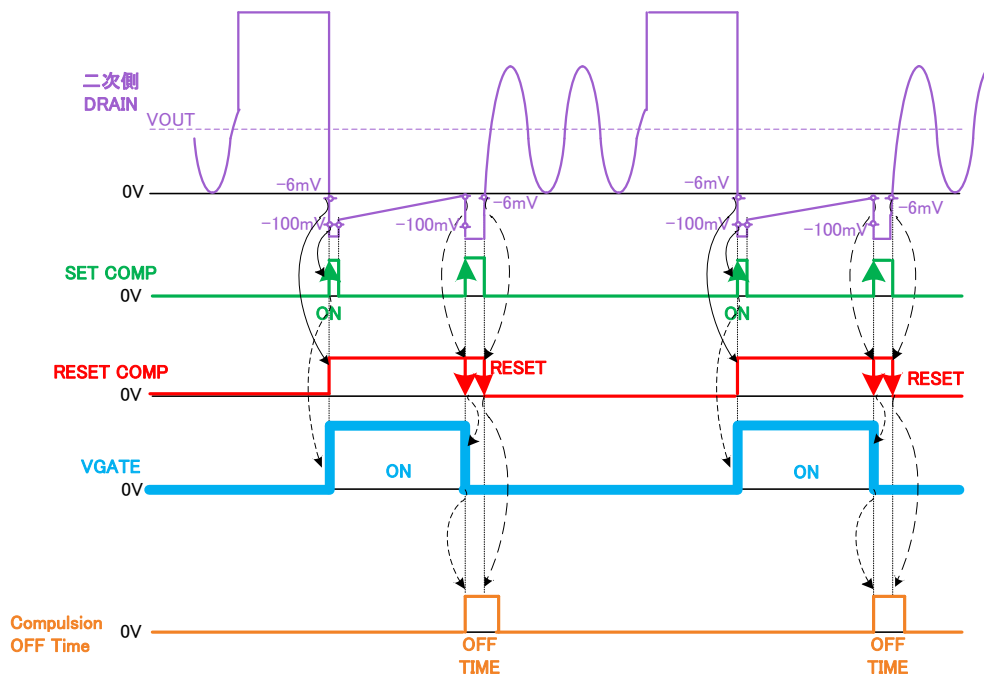 二次側
DRAIN
VOUT
0V
-6mV
-100mV
-100mV
-6mV
-6mV
-100mV
-100mV
-6mV
SET COMP
0V
ON
ON
RESET COMP
0V
RESET
RESET
VGATE
0V
ON
ON
Compulsion
OFF Time
0V
OFF
TIME
OFF
TIME